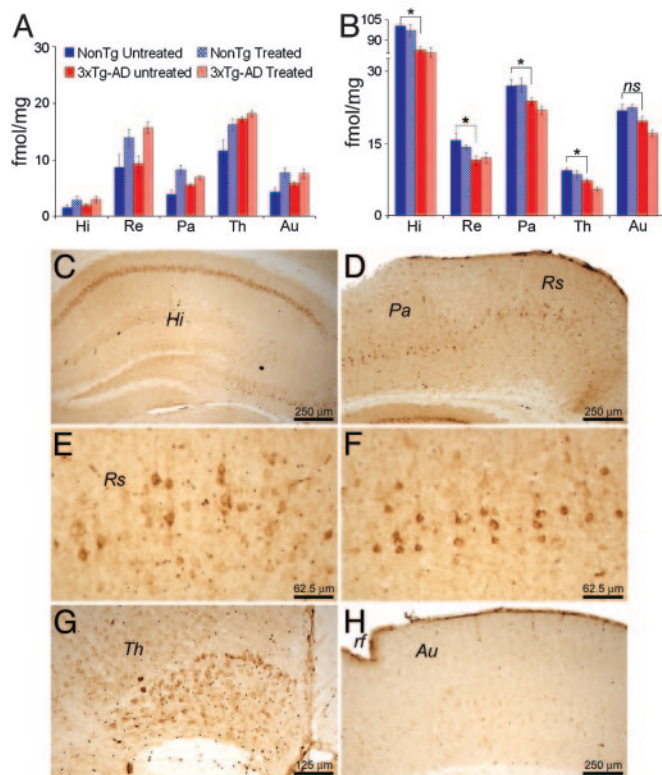 A
NonTg Untreated
NonTg Treated
3xTg-AD untreated
3xTg-AD Treated
fmol/mg
30
20
10
0
Hi Re Pa Th Au
B
fmol/mg
105
90
30
15
0
* * * * ns
Hi Re Pa Th Au
C
Hi
250 µm
D
Pa
Rs
250 µm
E
Rs
62.5 µm
F
62.5 µm
G
Th
125 µm
H
rf
Au
250 µm